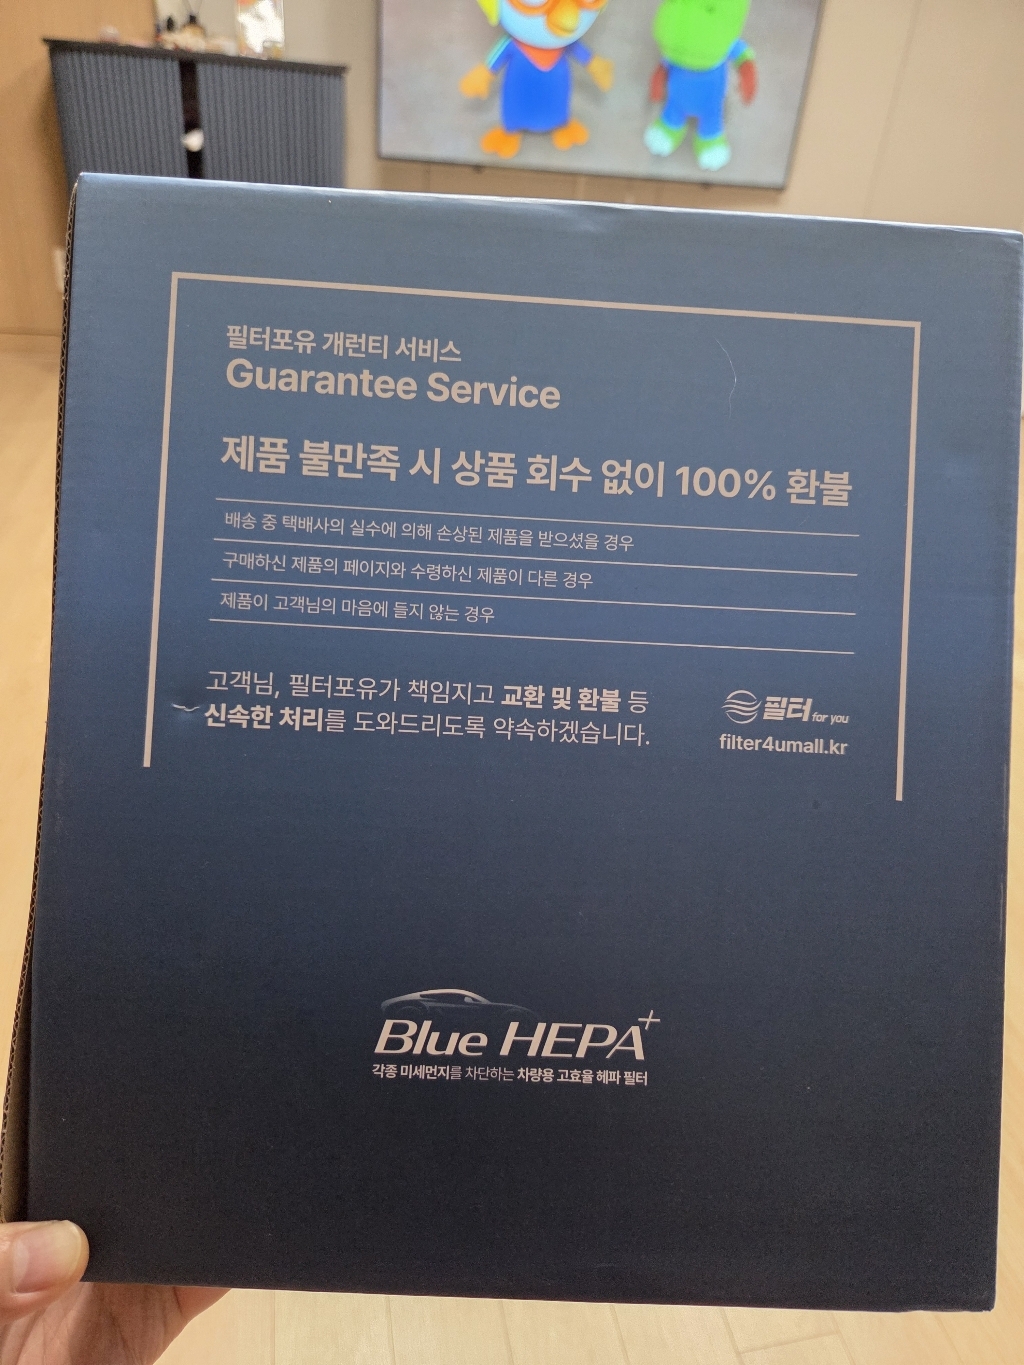 필터포유 개런티 서비스
Guarantee Service
제품 불만족 시 상품 회수 없이 100% 환불
배송 중 택배사의 실수에 의해 손상된 제품을 받으셨을 경우
구매하신 제품의 페이지와 수령하신 제품이 다른 경우
제품이 고객님의 마음에 들지 않는 경우
고객님, 필터포유가 책임지고 교환 및 환불 등
신속한 처리를 도와드리도록 약속하겠습니다.
필터 for you
filter4umall.kr
Blue HEPA+
각종 미세먼지를 차단하는 차량용 고효율 헤파 필터